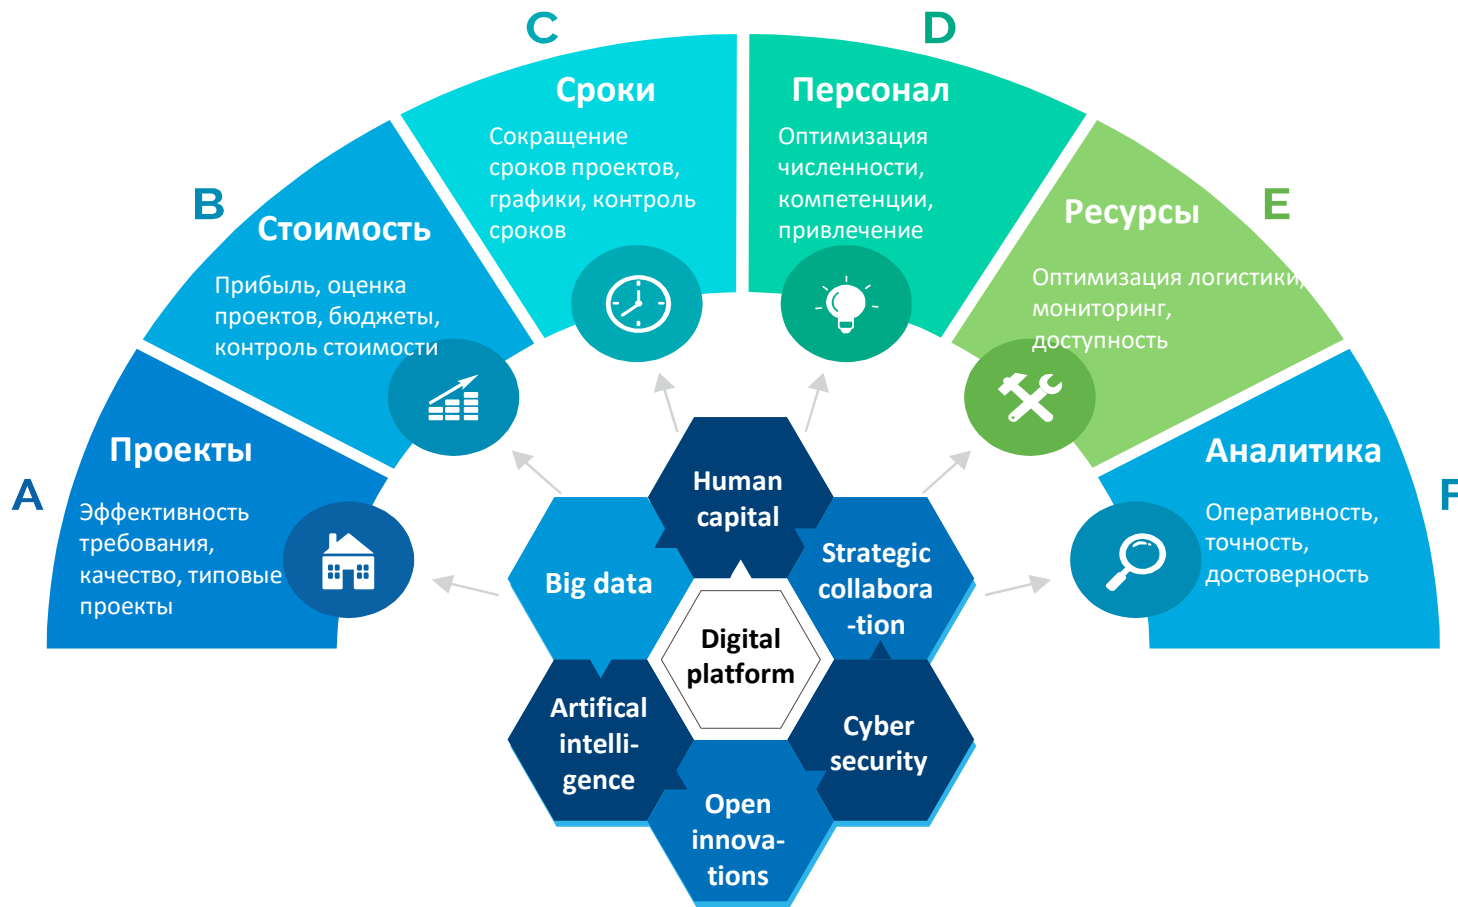 A
Проекты
Эффективность
требования,
качество, типовые
проекты
B
Стоимость
Прибыль, оценка
проектов, бюджеты,
контроль стоимости
C
Сроки
Сокращение
сроков проектов,
графики, контроль
сроков
D
Персонал
Оптимизация
численности,
компетенции,
привлечение
E
Ресурсы
Оптимизация логистики,
мониторинг,
доступность
F
Аналитика
Оперативность,
точность,
достоверность
Human
capital
Big data
Strategic
collabora
-tion
Digital
platform
Artifical
intelli-
gence
Cyber
security
Open
innova-
tions